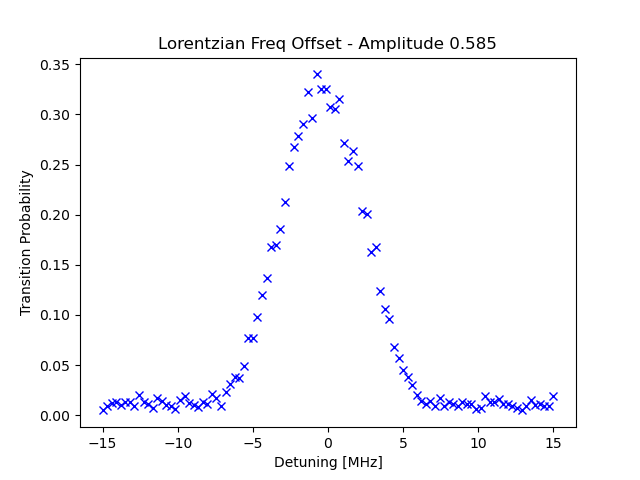 Lorentzian Freq Offset - Amplitude 0.585
0.35
0.30
0.25
0.20
0.15
0.10
0.05
0.00
Transition Probability
−15 −10 −5 0 5 10 15
Detuning [MHz]